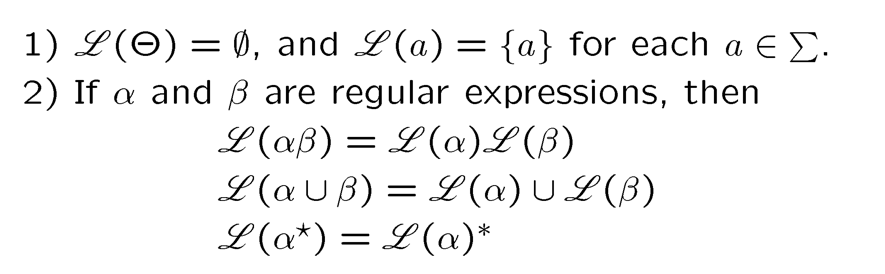 1) ℒ(Θ) = ∅, and ℒ(a) = {a} for each a ∈ ∑.
2) If α and β are regular expressions, then
ℒ(αβ) = ℒ(α)ℒ(β)
ℒ(α ∪ β) = ℒ(α) ∪ ℒ(β)
ℒ(α⋆) = ℒ(α)*